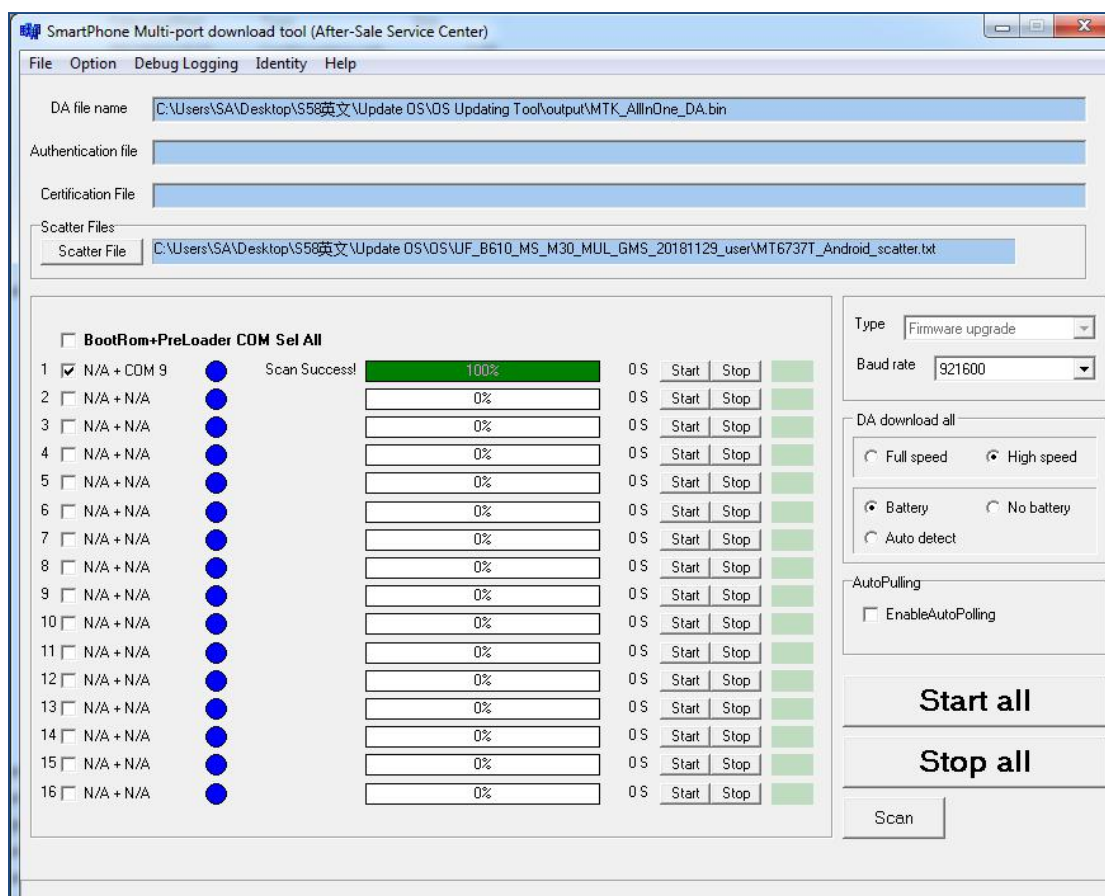 SmartPhone Multi-port download tool (After-Sale Service Center)
File Option Debug Logging Identity Help
DA file name C:\Users\SA\Desktop\S58英文\Update OS\OS Updating Tool\output\MTK_AllInOne_DA.bin
Authentication file
Certification File
Scatter Files
Scatter File C:\Users\SA\Desktop\S58英文\Update OS\OS\UF_B610_MS_M30_MUL_GMS_20181129_user\MT6737T_Android_scatter.txt
BootRom+PreLoader COM Sel All
1 N/A + COM 9 Scan Success! 100% 0 S Start Stop
2 N/A + N/A 0% 0 S Start Stop
3 N/A + N/A 0% 0 S Start Stop
4 N/A + N/A 0% 0 S Start Stop
5 N/A + N/A 0% 0 S Start Stop
6 N/A + N/A 0% 0 S Start Stop
7 N/A + N/A 0% 0 S Start Stop
8 N/A + N/A 0% 0 S Start Stop
9 N/A + N/A 0% 0 S Start Stop
10 N/A + N/A 0% 0 S Start Stop
11 N/A + N/A 0% 0 S Start Stop
12 N/A + N/A 0% 0 S Start Stop
13 N/A + N/A 0% 0 S Start Stop
14 N/A + N/A 0% 0 S Start Stop
15 N/A + N/A 0% 0 S Start Stop
16 N/A + N/A 0% 0 S Start Stop
Type Firmware upgrade
Baud rate 921600
DA download all
Full speed High speed
Battery No battery
Auto detect
AutoPulling
EnableAutoPolling
Start all
Stop all
Scan